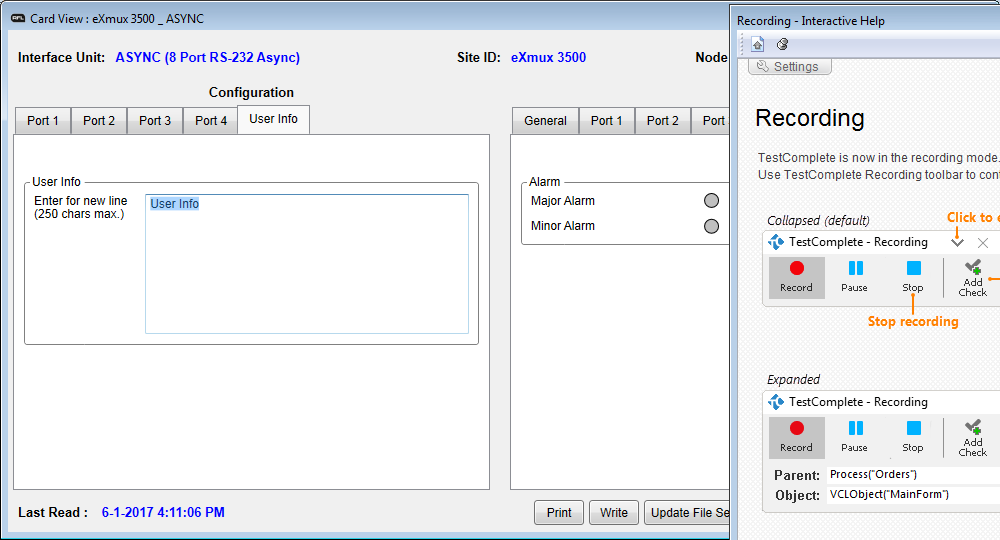 RFL Card View : eXmux 3500 _ ASYNC
Interface Unit: ASYNC (8 Port RS-232 Async) Site ID: eXmux 3500 Node
Configuration
Port 1 Port 2 Port 3 Port 4 User Info
General Port 1 Port 2 Port
User Info
Enter for new line
(250 chars max.)
User Info
Alarm
Major Alarm
Minor Alarm
Last Read : 6-1-2017 4:11:06 PM
Print Write Update File Se
Recording - Interactive Help
Settings
Recording
TestComplete is now in the recording mode.
Use TestComplete Recording toolbar to con
Collapsed (default)
Click to e
TestComplete - Recording
Record Pause Stop Add
Check
Stop recording
Expanded
TestComplete - Recording
Record Pause Stop Add
Check
Parent: Process("Orders")
Object: VCLObject("MainForm")